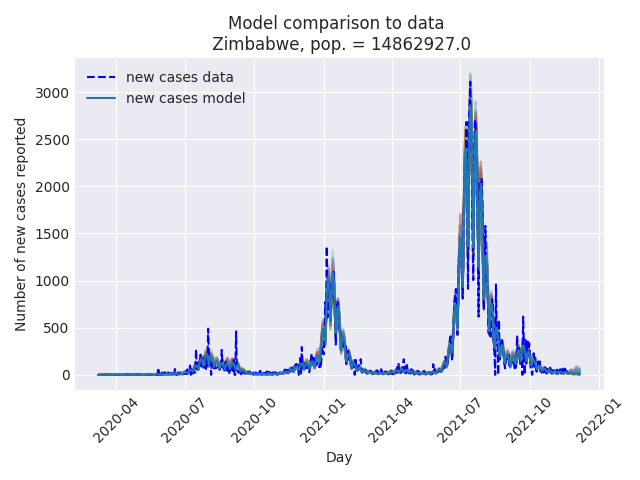 Model comparison to data
Zimbabwe, pop. = 14862927.0
new cases data
new cases model
Number of new cases reported
3000
2500
2000
1500
1000
500
0
2020-04
2020-07
2020-10
2021-01
2021-04
2021-07
2021-10
2022-01
Day